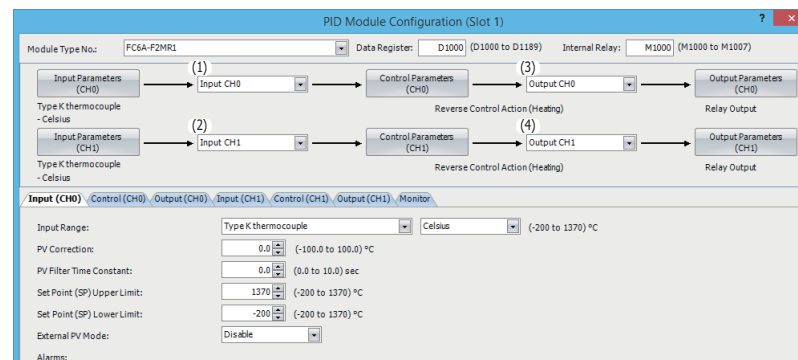 PID Module Configuration (Slot 1)
? x
Module Type No.: FC6A-F2MR1 Data Register: D1000 (D1000 to D1189) Internal Relay: M1000 (M1000 to M1007)
(1) (3)
Input Parameters (CH0) Input CH0 Control Parameters (CH0) Output CH0 Output Parameters (CH0)
Type K thermocouple Reverse Control Action (Heating) Relay Output
- Celsius
(2) (4)
Input Parameters (CH1) Input CH1 Control Parameters (CH1) Output CH1 Output Parameters (CH1)
Type K thermocouple Reverse Control Action (Heating) Relay Output
- Celsius
Input (CH0) Control (CH0) Output (CH0) Input (CH1) Control (CH1) Output (CH1) Monitor
Input Range: Type K thermocouple Celsius (-200 to 1370) °C
PV Correction: 0.0 (-100.0 to 100.0) °C
PV Filter Time Constant: 0.0 (0.0 to 10.0) sec
Set Point (SP) Upper Limit: 1370 (-200 to 1370) °C
Set Point (SP) Lower Limit: -200 (-200 to 1370) °C
External PV Mode: Disable
Alarms: